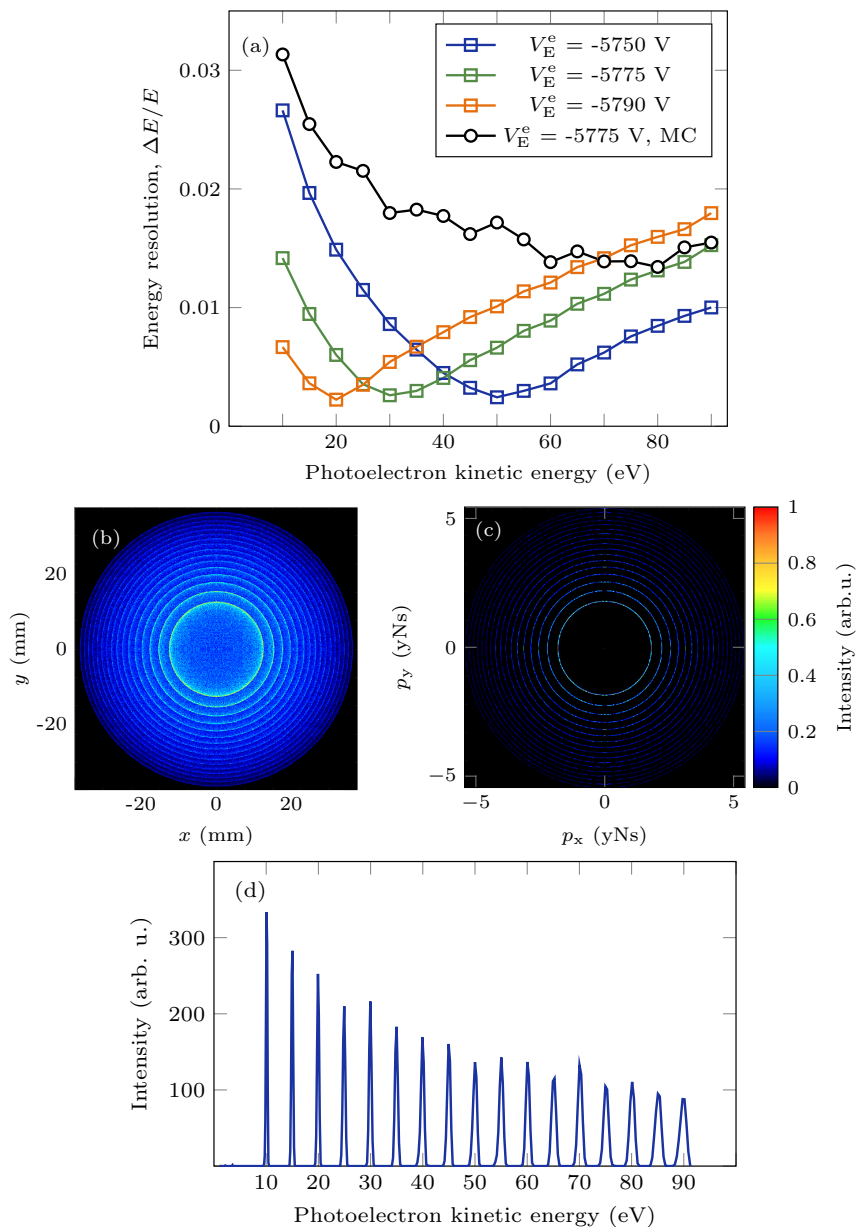 (a)
V_E^e = -5750 V
V_E^e = -5775 V
V_E^e = -5790 V
V_E^e = -5775 V, MC
0.03
0.02
0.01
0
Energy resolution, ΔE/E
20 40 60 80
Photoelectron kinetic energy (eV)
(b)
20
0
-20
y (mm)
-20 0 20
x (mm)
(c)
5
0
−5
p_y (yNs)
−5 0 5
p_x (yNs)
1
0.8
0.6
0.4
0.2
0
Intensity (arb.u.)
(d)
300
200
100
Intensity (arb. u.)
10 20 30 40 50 60 70 80 90
Photoelectron kinetic energy (eV)